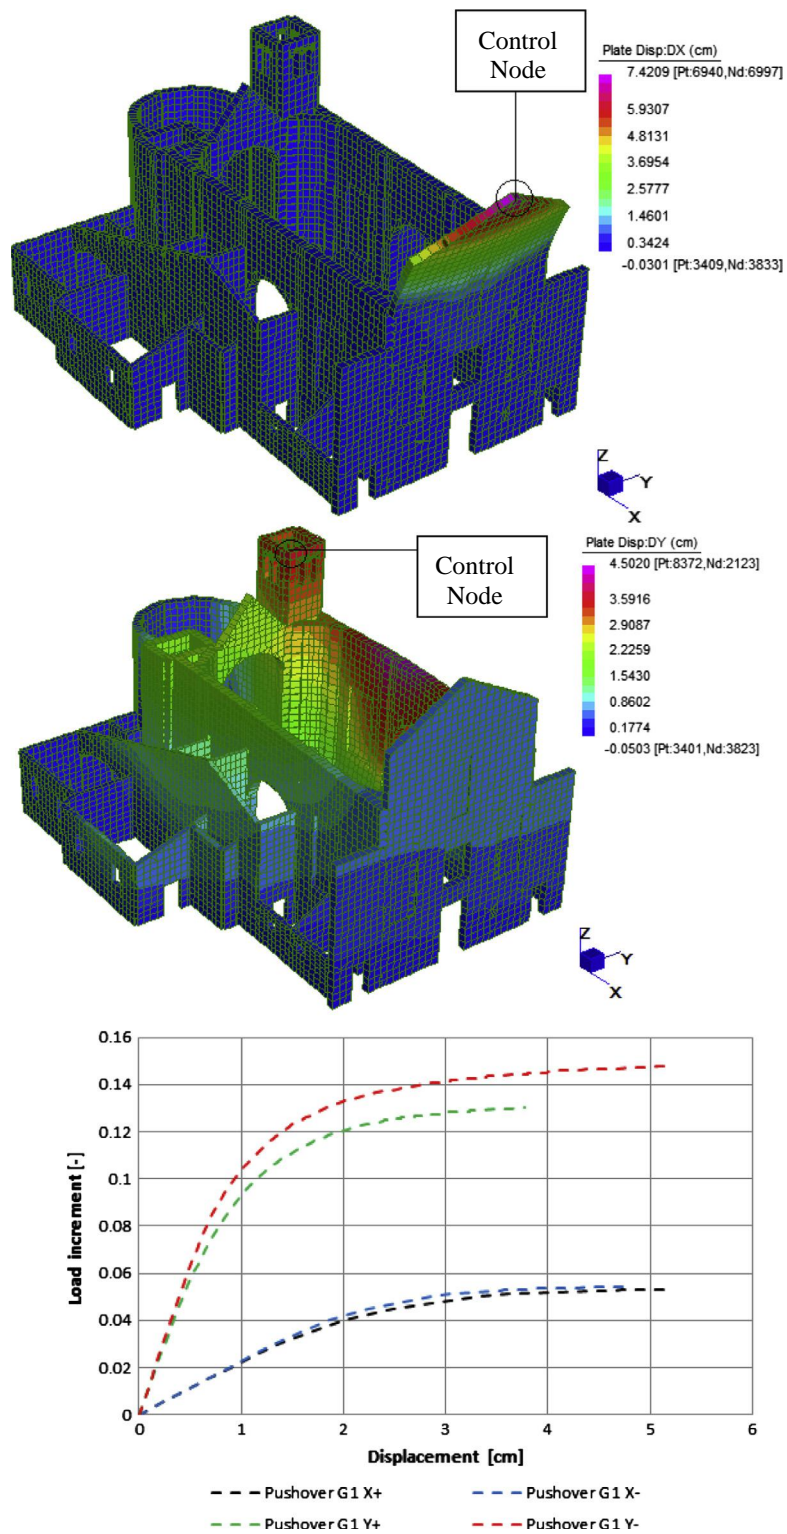 Control
Node
Plate Disp:DX (cm)
7.4209 [Pt:6940,Nd:6997]
5.9307
4.8131
3.6954
2.5777
1.4601
0.3424
-0.0301 [Pt:3409,Nd:3833]
Z
Y
X
Control
Node
Plate Disp:DY (cm)
4.5020 [Pt:8372,Nd:2123]
3.5916
2.9087
2.2259
1.5430
0.8602
0.1774
-0.0503 [Pt:3401,Nd:3823]
Z
Y
X
0.16
0.14
0.12
0.1
0.08
0.06
0.04
0.02
0
Load increment [-]
0 1 2 3 4 5 6
Displacement [cm]
Pushover G1 X+ Pushover G1 X-
Pushover G1 Y+ Pushover G1 Y-